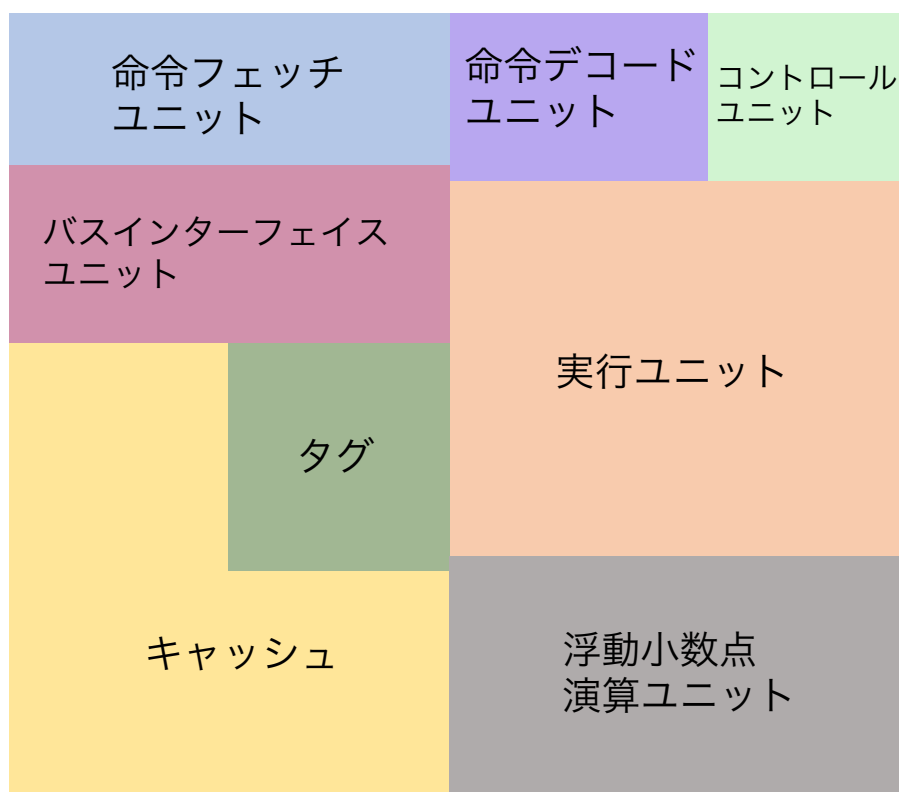 命令フェッチ
ユニット
命令デコード
ユニット
コントロール
ユニット
バスインターフェイス
ユニット
実行ユニット
タグ
キャッシュ
浮動小数点
演算ユニット